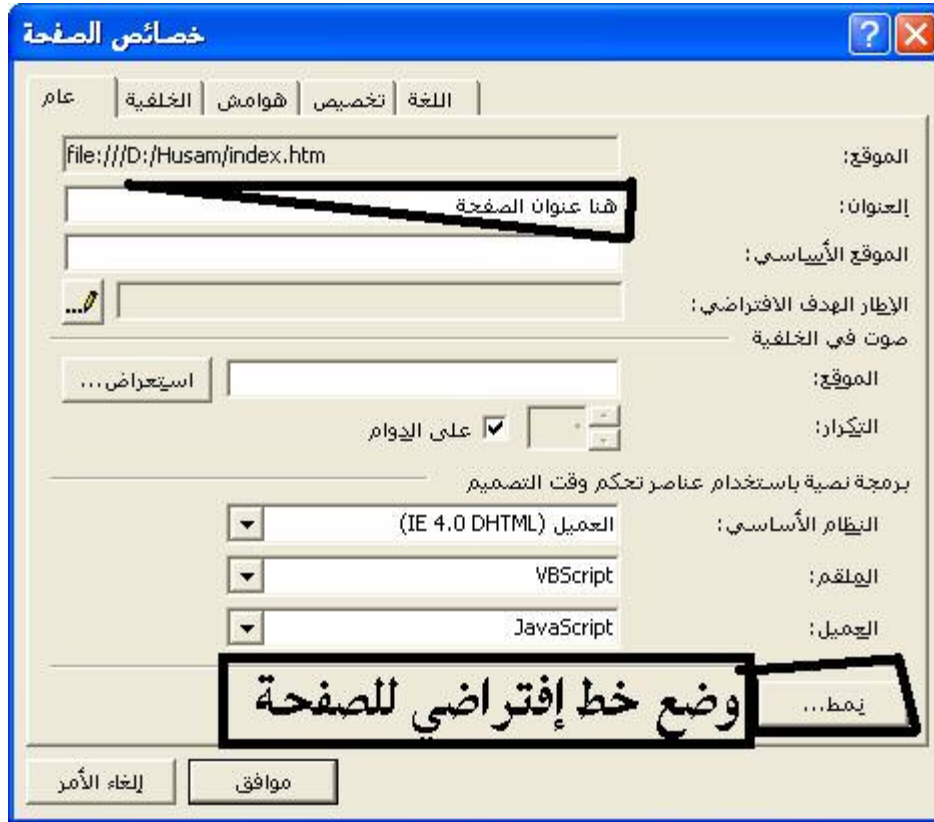 خصائص الصفحة
عام الخلفية هوامش تخصيص اللغة
الموقع: file:///D:/Husam/index.htm
العنوان: هنا عنوان الصفحة
الموقع الأساسي:
الإطار الهدف الافتراضي:
صوت في الخلفية
الموقع: استعراض...
التكرار: ٠ على الدوام
برمجة نصية باستخدام عناصر تحكم وقت التصميم
النظام الأساسي: العميل (IE 4.0 DHTML)
الملقم: VBScript
العميل: JavaScript
نمط... وضع خط إفتراضي للصفحة
موافق إلغاء الأمر